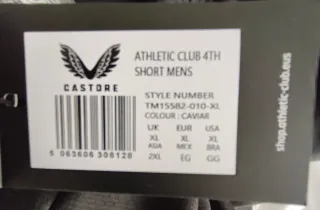 CASTORE
ATHLETIC CLUB 4TH
SHORT MENS
STYLE NUMBER
TM15582-010-XL
COLOUR : CAVIAR
UK EUR USA
XL XL XL
ASIA MEX BRA
2XL EG GG
5 063606 308128
shop.athletic-club.eus